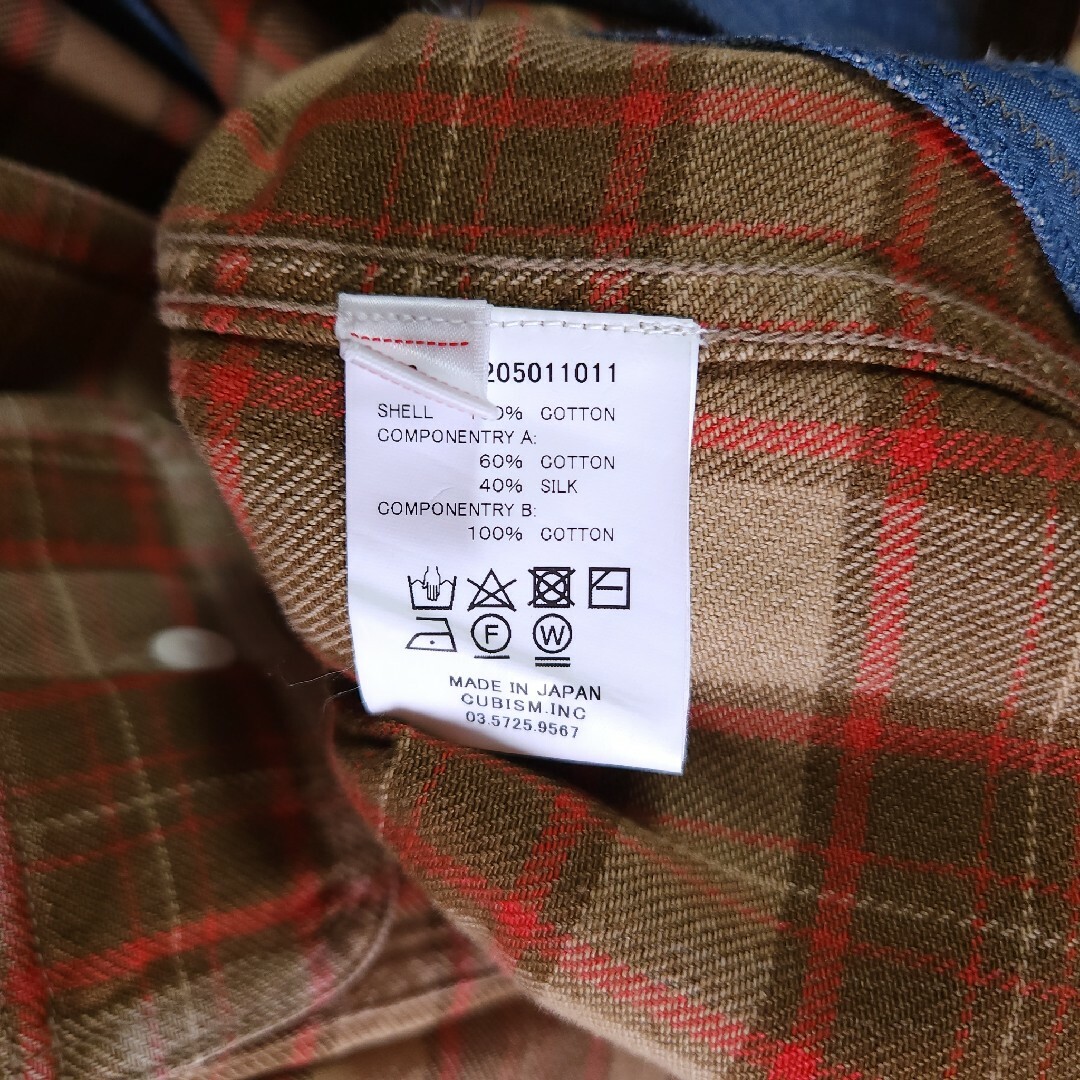 205011011
SHELL 100% COTTON
COMPONENTRY A:
60% COTTON
40% SILK
COMPONENTRY B:
100% COTTON
F W
MADE IN JAPAN
CUBISM.INC
03.5725.9567